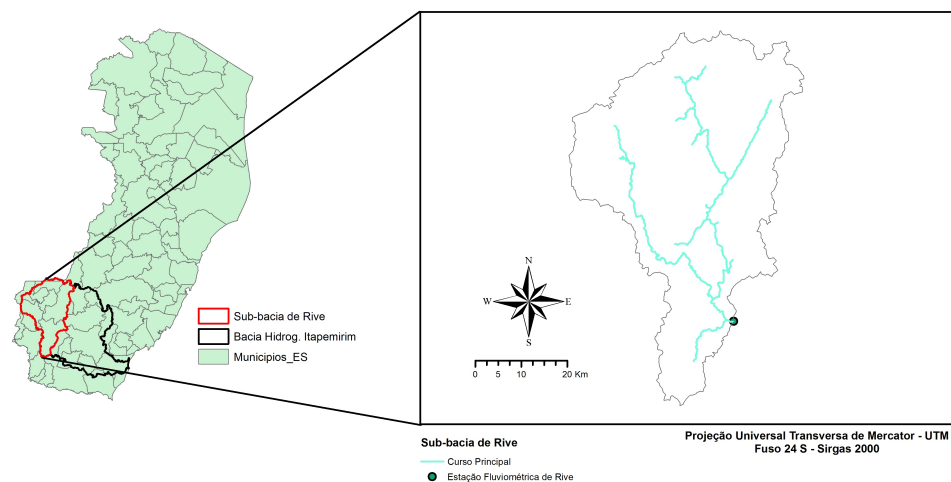 Sub-bacia de Rive
Bacia Hidrog. Itapemirim
Municipios_ES
N
W
E
S
0 5 10 20 Km
Sub-bacia de Rive
Curso Principal
Estação Fluviométrica de Rive
Projeção Universal Transversa de Mercator - UTM
Fuso 24 S - Sirgas 2000